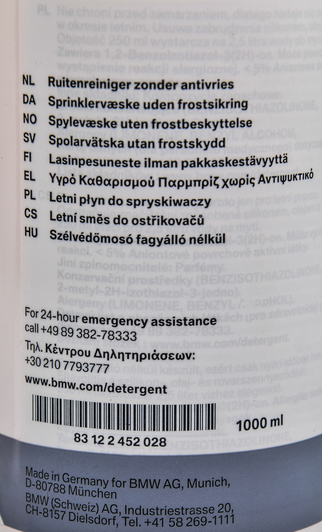 NL Ruitenreiniger zonder antivries
DA Sprinklervæske uden frostsikring
NO Spylevæske uten frostbeskyttelse
SV Spolarvätska utan frostskydd
FI Lasinpesuneste ilman pakkaskestävyyttä
EL Υγρό Καθαρισμού Παρμπρίζ χωρίς Αντιψυκτικό
PL Letni płyn do spryskiwaczy
CS Letní směs do ostřikovačů
HU Szélvédőmosó fagyálló nélkül
For 24-hour emergency assistance
call +49 89 382-78333
Τηλ. Κέντρου Δηλητηριάσεων:
+30 210 7793777
www.bmw.com/detergent
1000 ml
83 12 2 452 028
Made in Germany for BMW AG, Munich,
D-80788 München
BMW (Schweiz) AG, Industriestrasse 20,
CH-8157 Dielsdorf, Tel. +41 58 269-1111